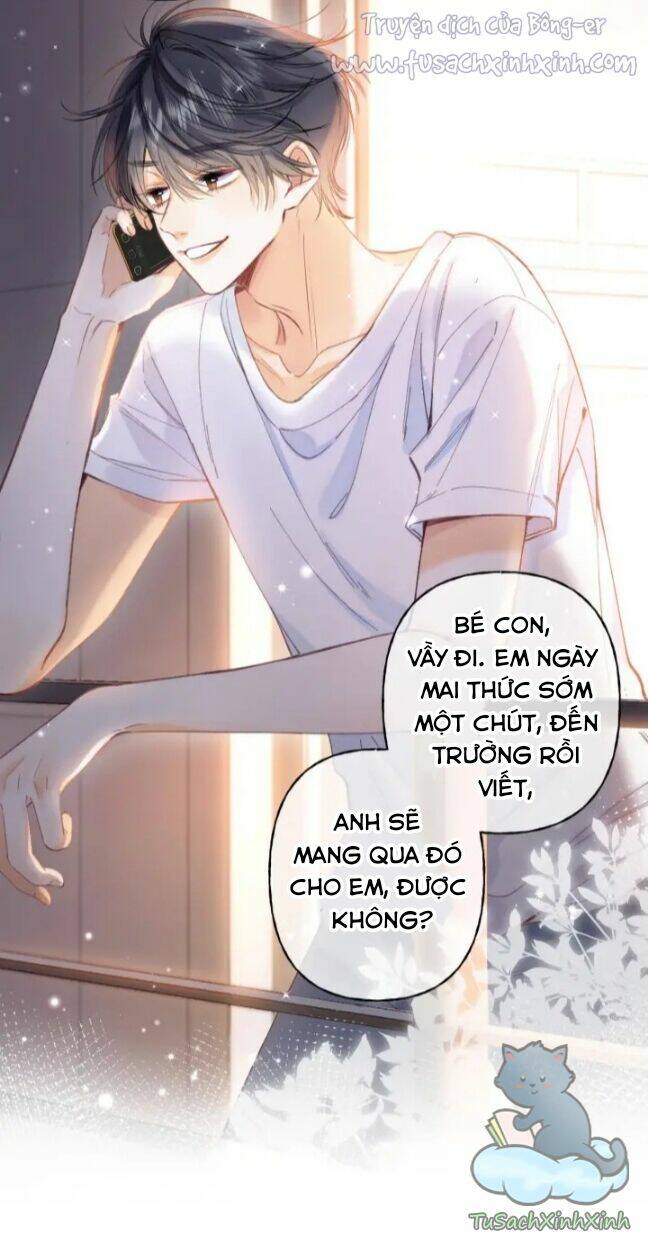 Truyện dịch của Bông-er
www.tusachxinhxinh.com
BÉ CON,
VẦY ĐI. EM NGÀY
MAI THỨC SỚM
MỘT CHÚT, ĐẾN
TRƯỜNG RỒI
VIẾT,
ANH SẼ
MANG QUA ĐÓ
CHO EM, ĐƯỢC
KHÔNG?
TuSachXinhXinh